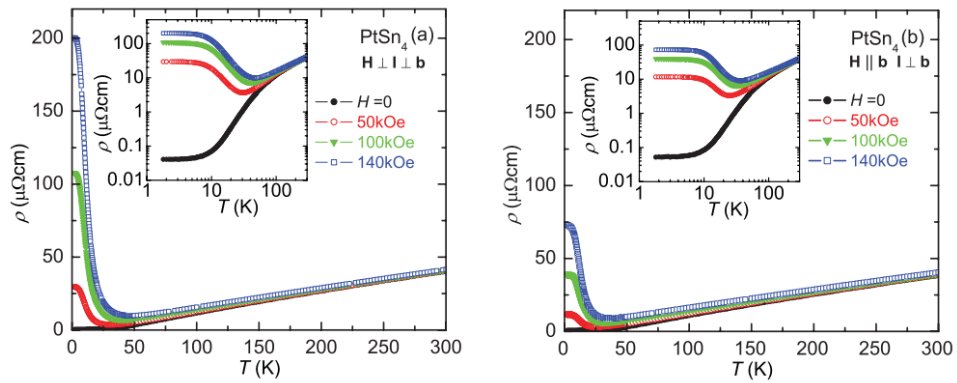 PtSn4 (a)
H ⊥ I ⊥ b
H =0
50kOe
100kOe
140kOe
ρ (μΩcm)
200
150
100
50
0
0 50 100 150 200 250 300
T (K)
ρ (μΩcm)
100
10
1
0.1
0.01
1 10 100
T (K)
PtSn4 (b)
H || b I ⊥ b
H =0
50kOe
100kOe
140kOe
ρ (μΩcm)
200
150
100
50
0
0 50 100 150 200 250 300
T (K)
ρ (μΩcm)
100
10
1
0.1
0.01
1 10 100
T (K)